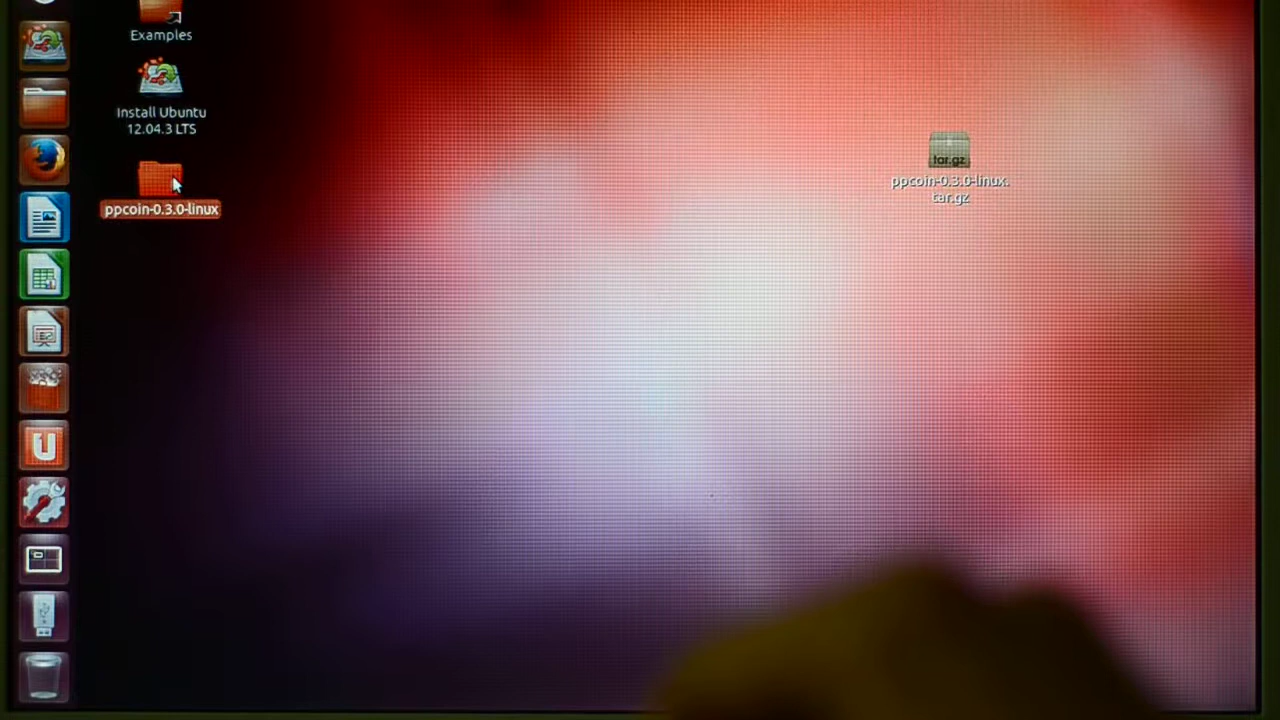 Examples
Install Ubuntu
12.04.3 LTS
ppcoin-0.3.0-linux
tar.gz
ppcoin-0.3.0-linux.
tar.gz
U